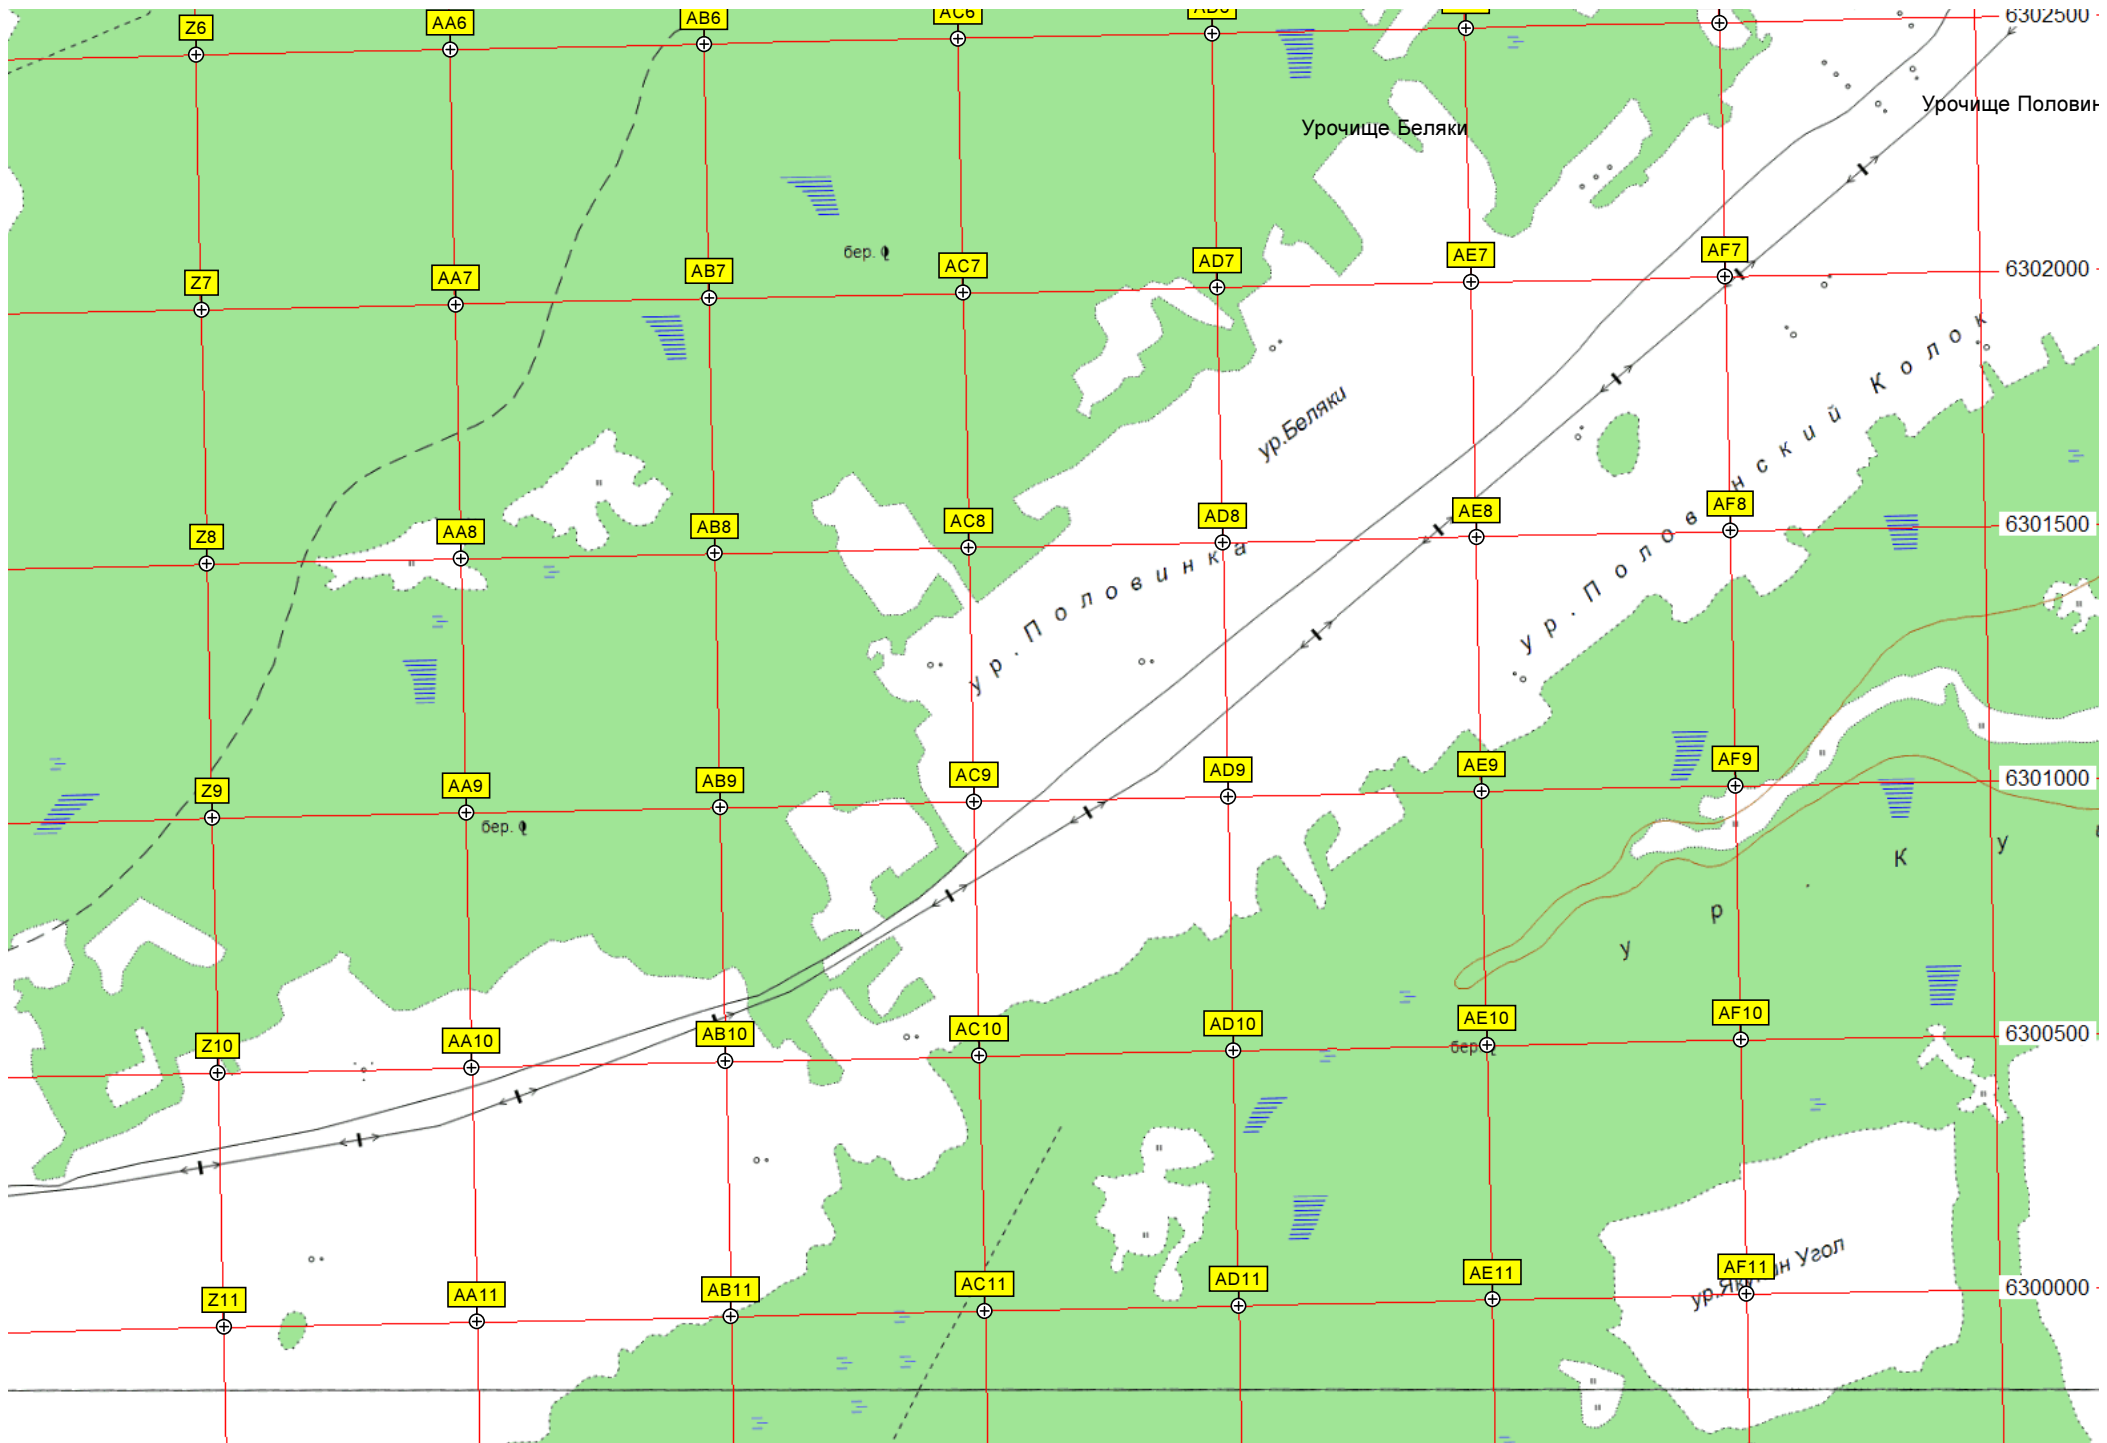 Z6
AA6
AB6
AC6
AD6
6302500
Урочище Половин
Урочище Беляки
бер.
Z7
AA7
AB7
AC7
AD7
AE7
AF7
6302000
ур.Беляки
ур. Половинка
ур. Половинский Колок
Z8
AA8
AB8
AC8
AD8
AE8
AF8
6301500
Z9
AA9
AB9
AC9
AD9
AE9
AF9
6301000
бер.
у р К у
Z10
AA10
AB10
AC10
AD10
AE10
AF10
6300500
бер.
Z11
AA11
AB11
AC11
AD11
AE11
AF11
6300000
Угол